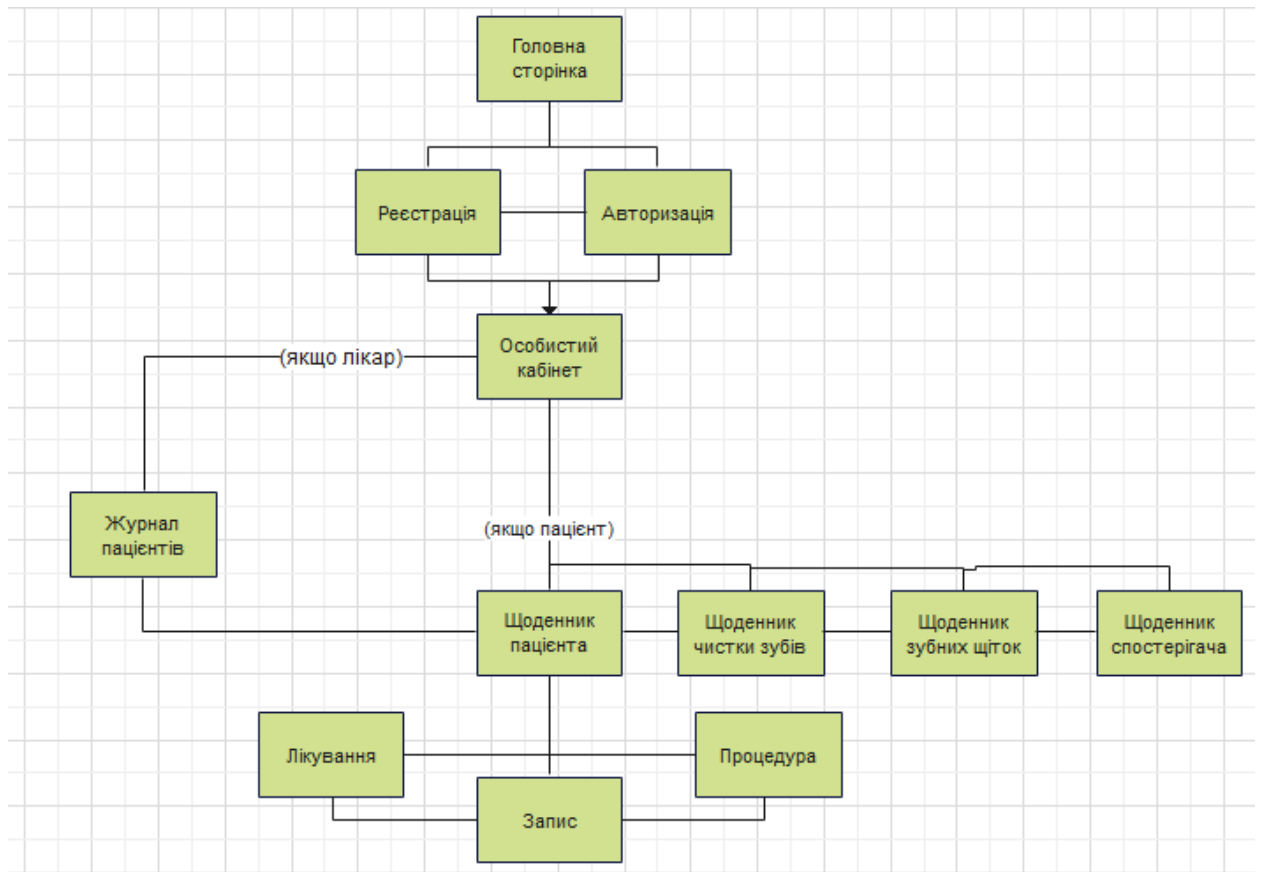 Головна
сторінка
Реєстрація
Авторизація
Особистий
кабінет
(якщо лікар)
Журнал
пацієнтів
(якщо пацієнт)
Щоденник
пацієнта
Щоденник
чистки зубів
Щоденник
зубних щіток
Щоденник
спостерігача
Лікування
Процедура
Запис